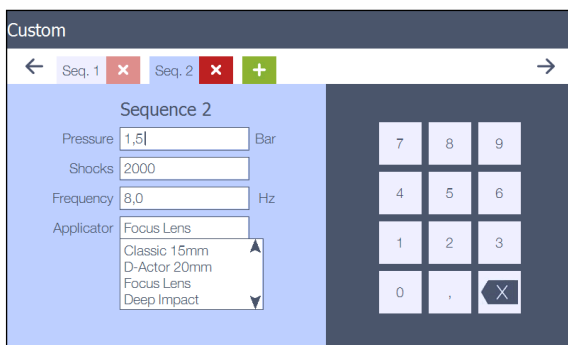 Custom
Seq. 1 × Seq. 2 × +
Sequence 2
Pressure 1,5 Bar
Shocks 2000
Frequency 8,0 Hz
Applicator Focus Lens
Classic 15mm
D-Actor 20mm
Focus Lens
Deep Impact
7 8 9
4 5 6
1 2 3
0 , X